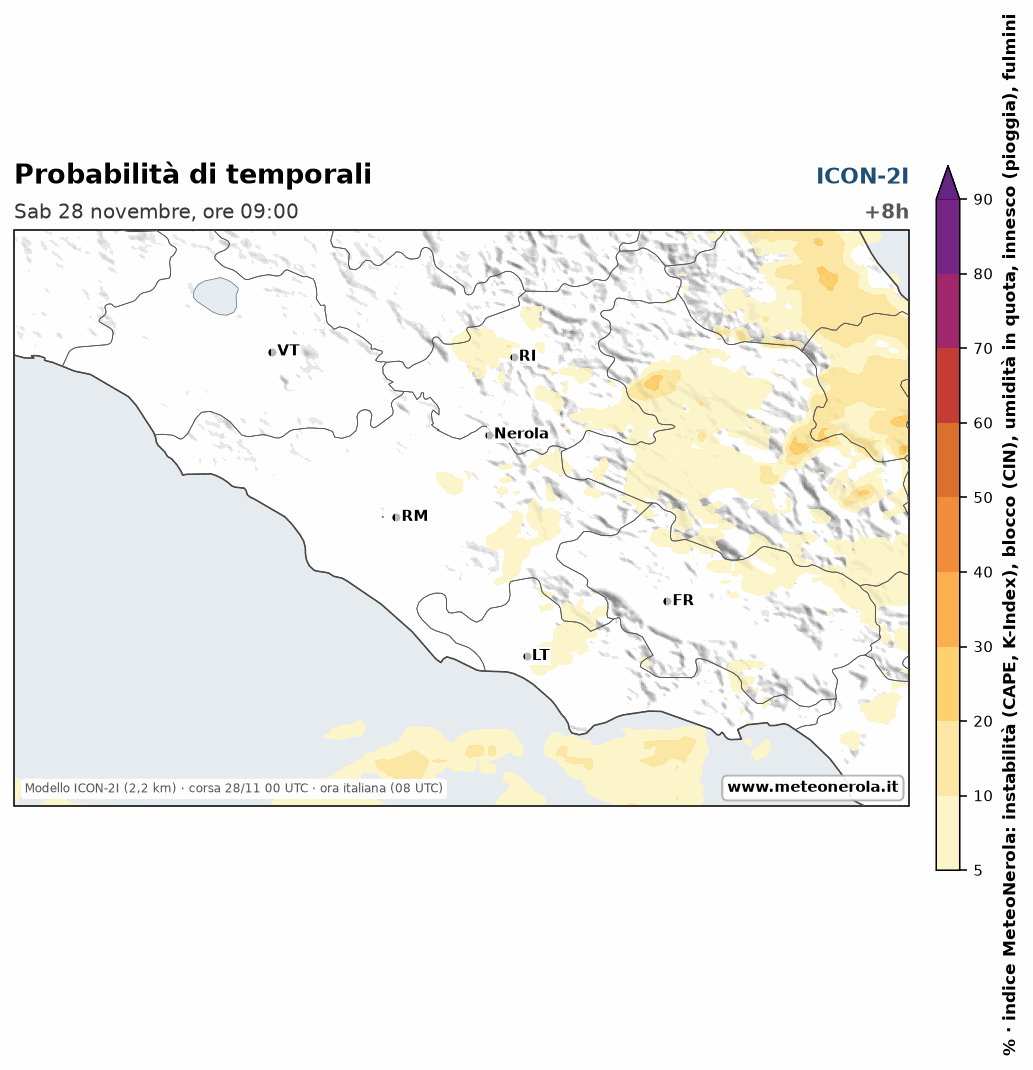 Probabilità di temporali
ICON-2I
Sab 28 novembre, ore 09:00
+8h
VT
RI
Nerola
RM
FR
LT
Modello ICON-2I (2,2 km) · corsa 28/11 00 UTC · ora italiana (08 UTC)
www.meteonerola.it
90
80
70
60
50
40
30
20
10
5
% · indice MeteoNerola: instabilità (CAPE, K-Index), blocco (CIN), umidità in quota, innesco (pioggia), fulmini